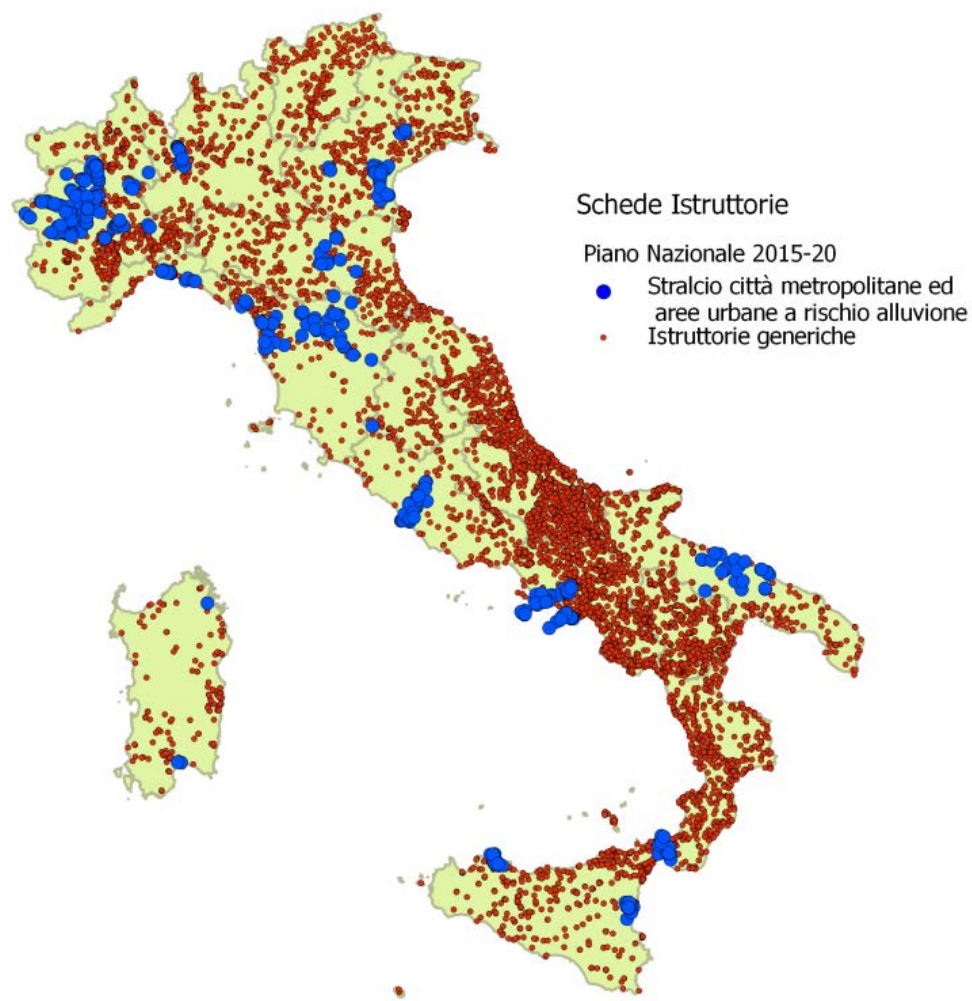 Schede Istruttorie
Piano Nazionale 2015-20
Stralcio città metropolitane ed
aree urbane a rischio alluvione
Istruttorie generiche